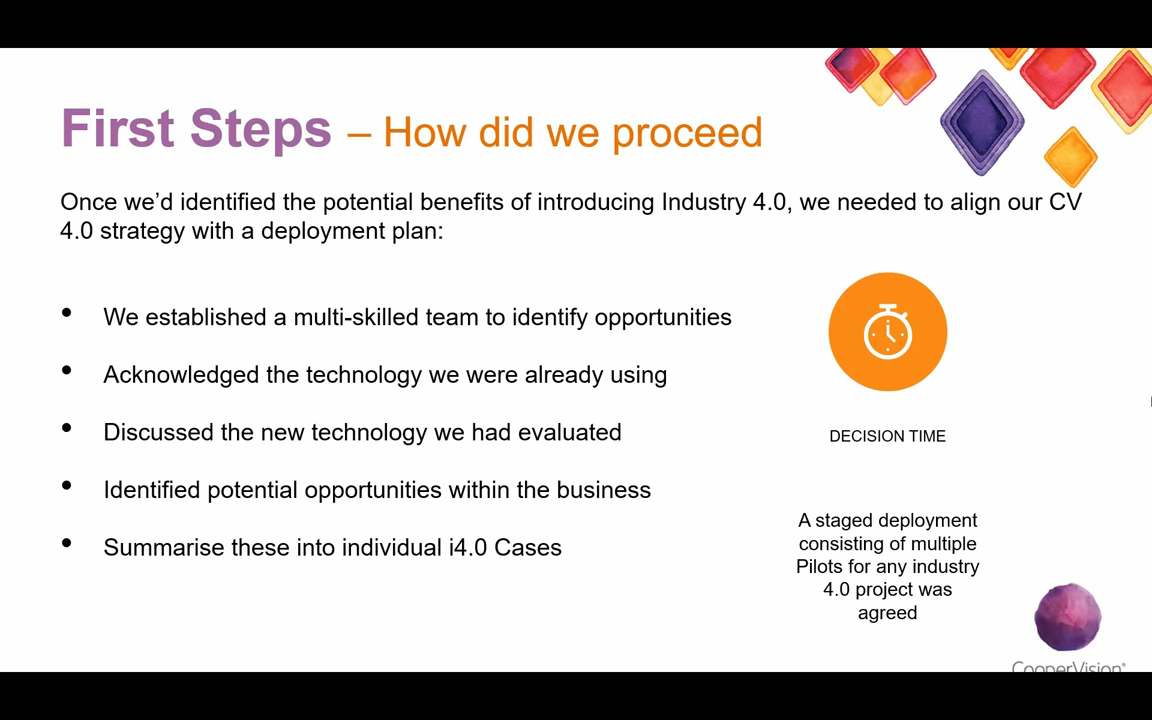 First Steps – How did we proceed
Once we’d identified the potential benefits of introducing Industry 4.0, we needed to align our CV
4.0 strategy with a deployment plan:
• We established a multi-skilled team to identify opportunities
• Acknowledged the technology we were already using
• Discussed the new technology we had evaluated
• Identified potential opportunities within the business
• Summarise these into individual i4.0 Cases
DECISION TIME
A staged deployment
consisting of multiple
Pilots for any industry
4.0 project was
agreed
CooperVision®